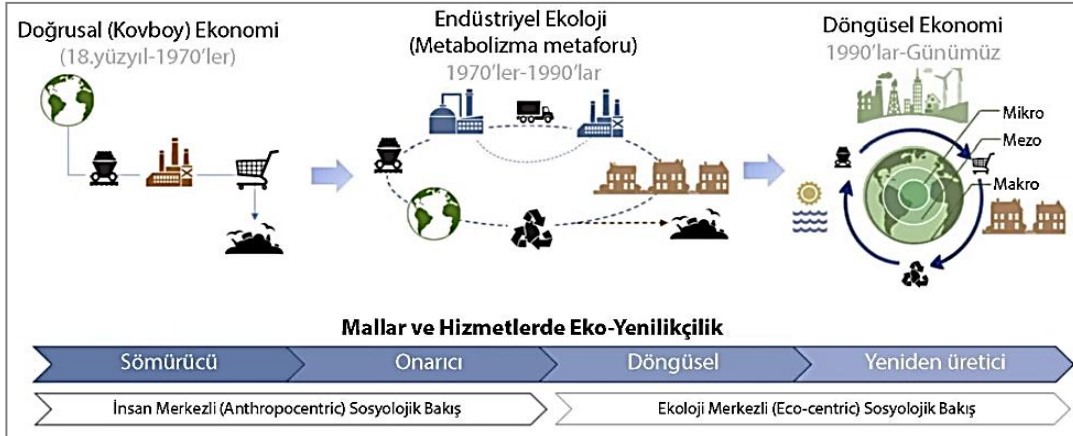 Doğrusal (Kovboy) Ekonomi
(18.yüzyıl-1970'ler)
Endüstriyel Ekoloji
(Metabolizma metaforu)
1970'ler-1990'lar
Döngüsel Ekonomi
1990'lar-Günümüz
Mikro
Mezo
Makro
Mallar ve Hizmetlerde Eko-Yenilikçilik
Sömürücü
Onarıcı
Döngüsel
Yeniden üretici
İnsan Merkezli (Anthropocentric) Sosyolojik Bakış
Ekoloji Merkezli (Eco-centric) Sosyolojik Bakış